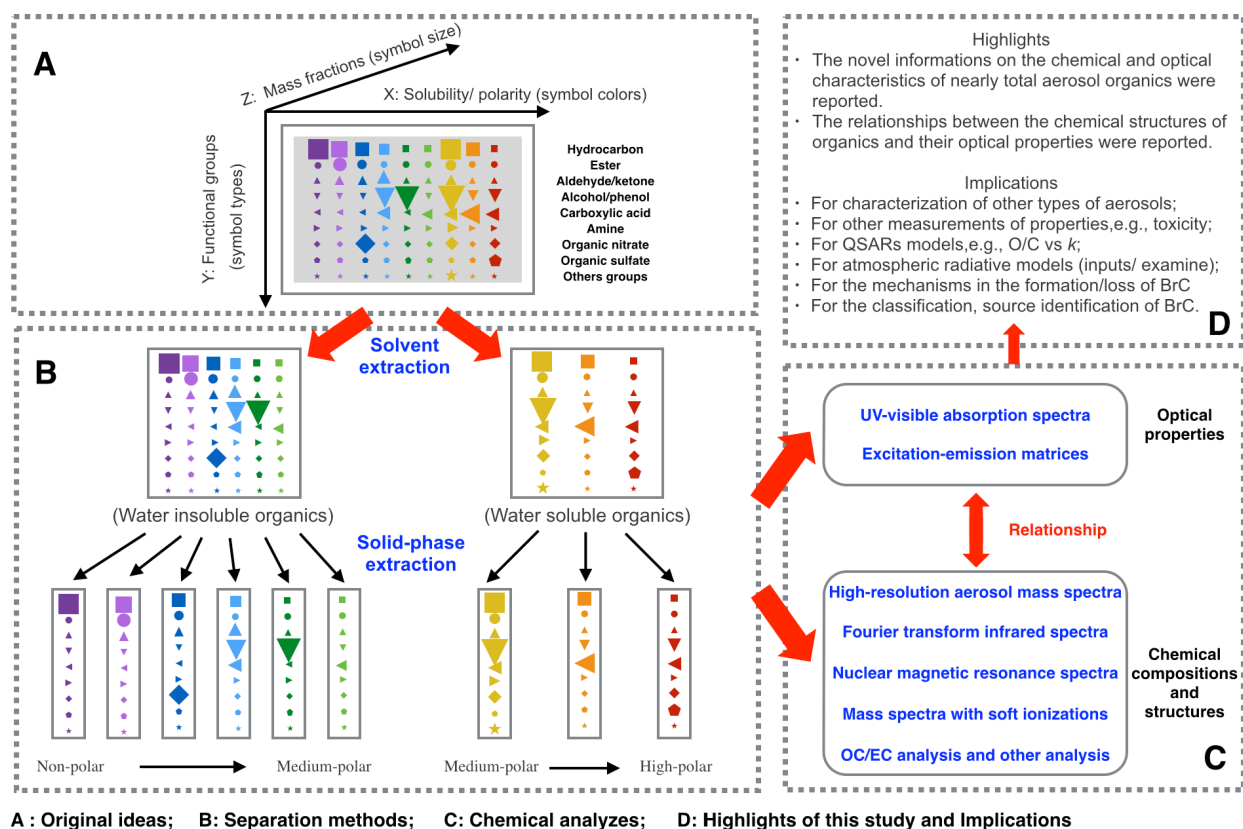 A
Z: Mass fractions (symbol size)
X: Solubility/ polarity (symbol colors)
Y: Functional groups
(symbol types)
Hydrocarbon
Ester
Aldehyde/ketone
Alcohol/phenol
Carboxylic acid
Amine
Organic nitrate
Organic sulfate
Others groups
B
Solvent
extraction
(Water insoluble organics)
(Water soluble organics)
Solid-phase
extraction
Non-polar
Medium-polar
Medium-polar
High-polar
Highlights
• The novel informations on the chemical and optical
characteristics of nearly total aerosol organics were
reported.
• The relationships between the chemical structures of
organics and their optical properties were reported.
Implications
• For characterization of other types of aerosols;
• For other measurements of properties,e.g., toxicity;
• For QSARs models,e.g., O/C vs k;
• For atmospheric radiative models (inputs/ examine);
• For the mechanisms in the formation/loss of BrC
• For the classification, source identification of BrC.
D
UV-visible absorption spectra
Excitation-emission matrices
Optical
properties
Relationship
High-resolution aerosol mass spectra
Fourier transform infrared spectra
Nuclear magnetic resonance spectra
Mass spectra with soft ionizations
OC/EC analysis and other analysis
Chemical
compositions
and
structures
C
A : Original ideas; B: Separation methods; C: Chemical analyzes; D: Highlights of this study and Implications